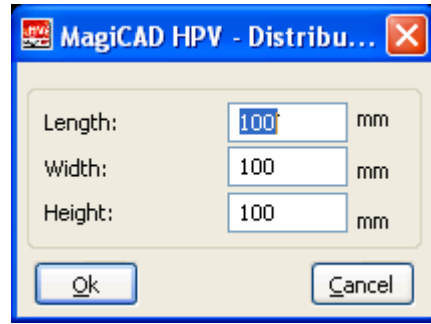 MagiCAD HPV - Distribu...
Length: 100 mm
Width: 100 mm
Height: 100 mm
Ok Cancel